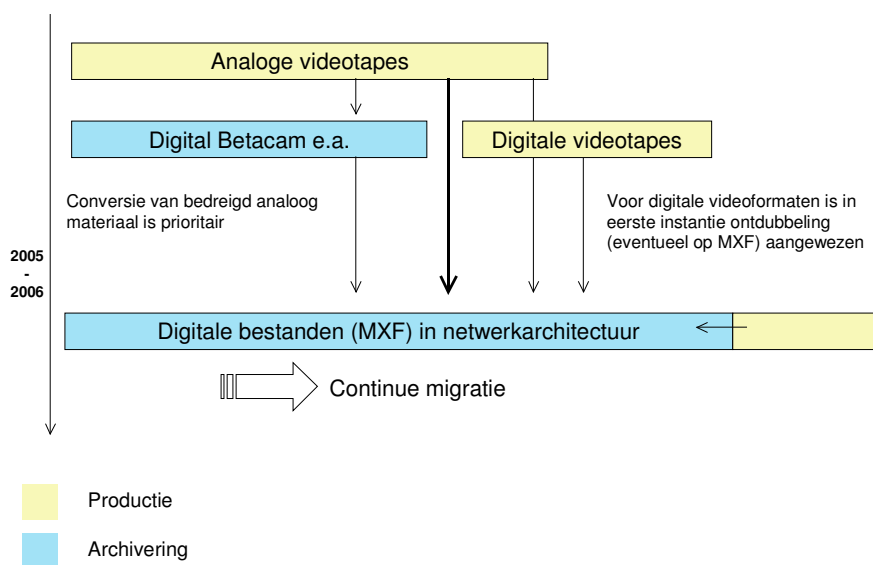 Analoge videotapes
Digital Betacam e.a.
Digitale videotapes
Conversie van bedreigd analoog
materiaal is prioritair
Voor digitale videoformaten is in
eerste instantie ontdubbeling
(eventueel op MXF) aangewezen
2005
-
2006
Digitale bestanden (MXF) in netwerkarchitectuur
Continue migratie
Productie
Archivering